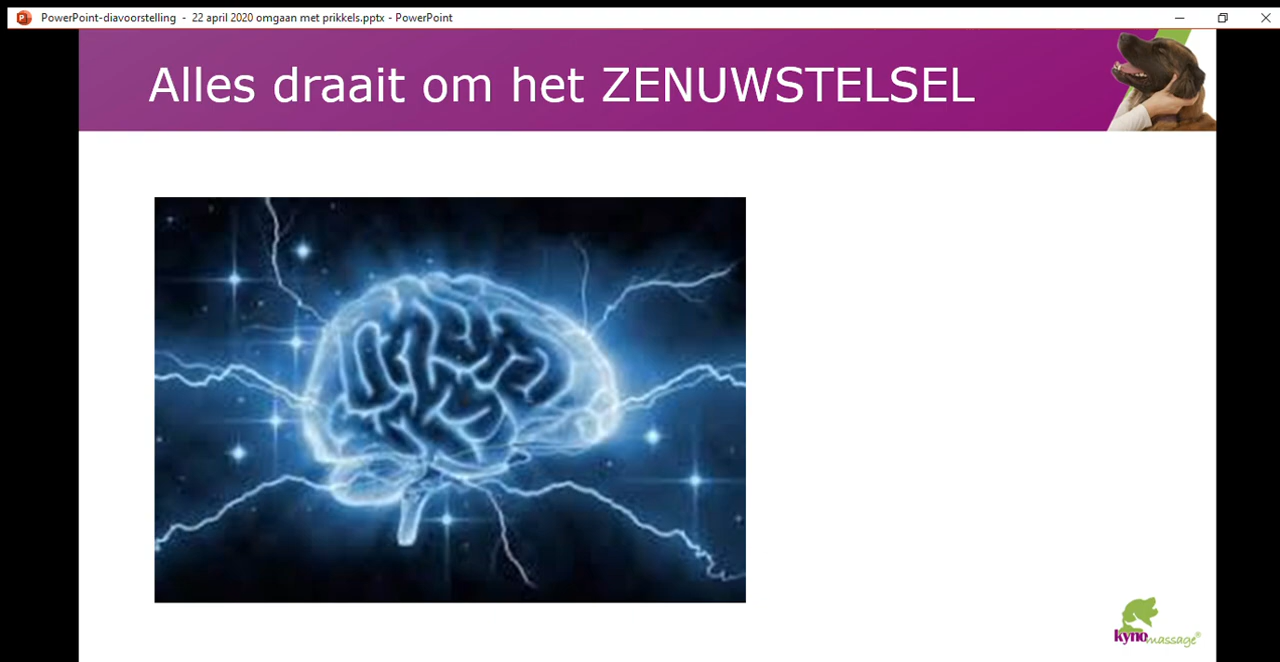 PowerPoint-diavoorstelling - 22 april 2020 omgaan met prikkels.pptx - PowerPoint
Alles draait om het ZENUWSTELSEL
kynomassage®